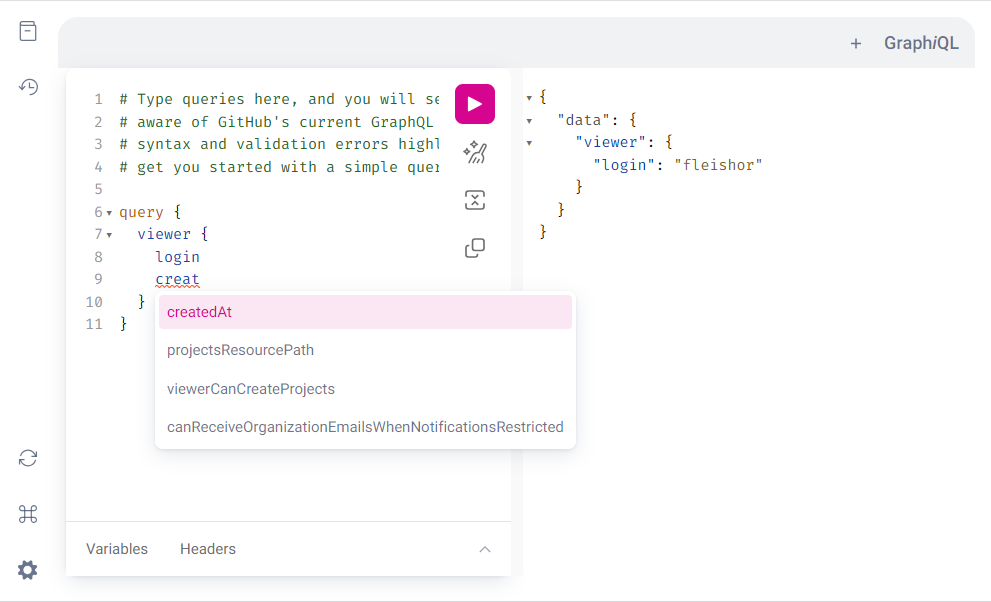 + GraphiQL
1 # Type queries here, and you will se
2 # aware of GitHub's current GraphQL
3 # syntax and validation errors highl
4 # get you started with a simple quer
5
6 query {
7 viewer {
8 login
9 creat
10 }
11 }
createdAt
projectsResourcePath
viewerCanCreateProjects
canReceiveOrganizationEmailsWhenNotificationsRestricted
Variables Headers
{
"data": {
"viewer": {
"login": "fleishor"
}
}
}